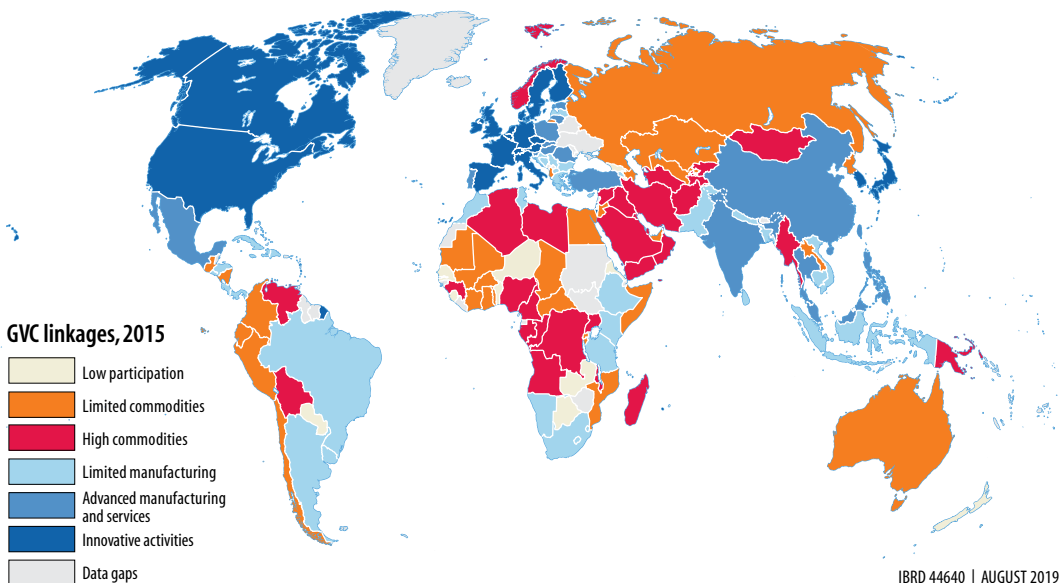 GVC linkages, 2015
Low participation
Limited commodities
High commodities
Limited manufacturing
Advanced manufacturing
and services
Innovative activities
Data gaps
IBRD 44640 | AUGUST 2019